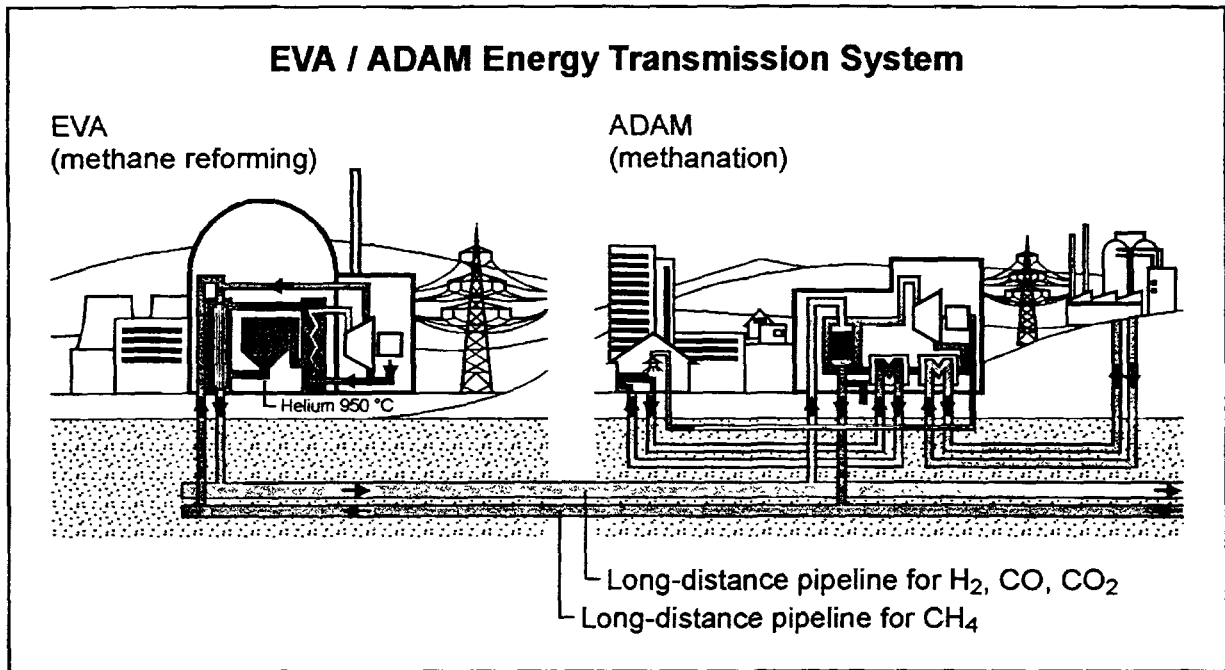 EVA / ADAM Energy Transmission System
EVA
(methane reforming)
ADAM
(methanation)
Helium 950 °C
Long-distance pipeline for H₂, CO, CO₂
Long-distance pipeline for CH₄